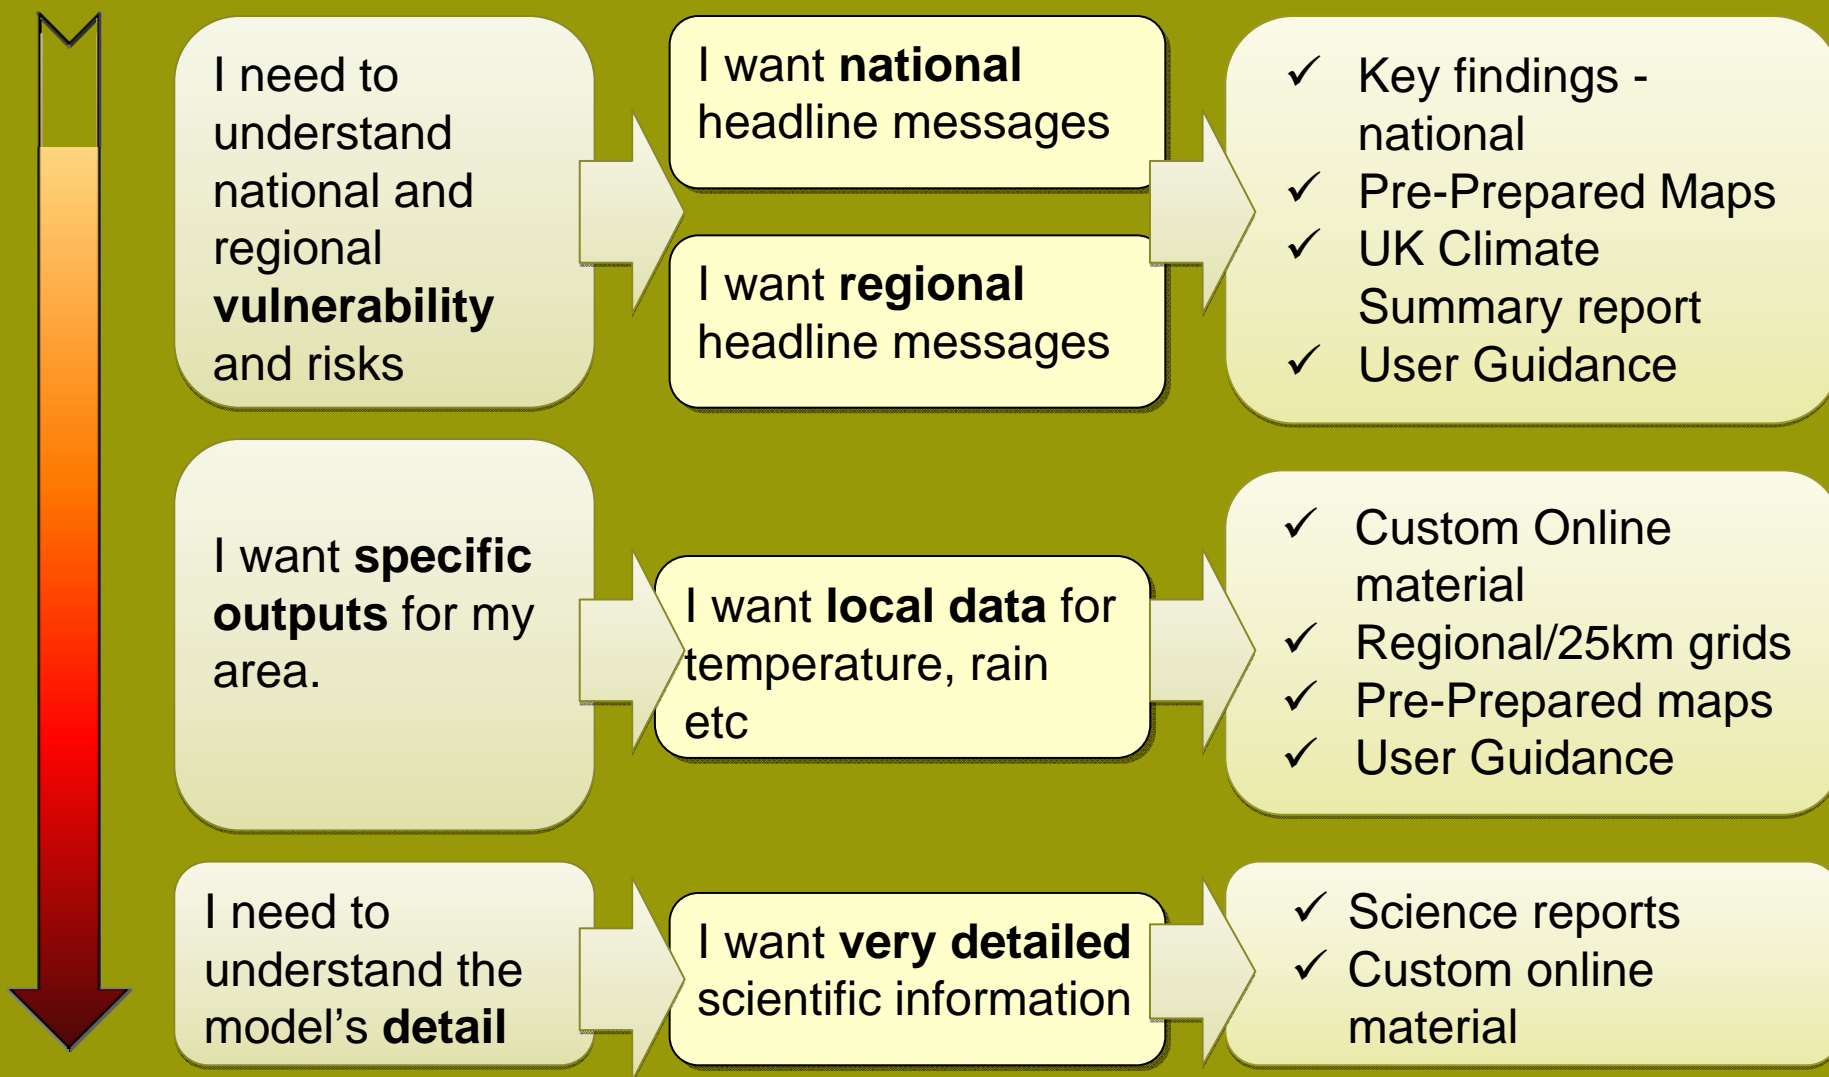 I need to
understand
national and
regional
vulnerability
and risks
I want national
headline messages
I want regional
headline messages
✓ Key findings -
national
✓ Pre-Prepared Maps
✓ UK Climate
Summary report
✓ User Guidance
I want specific
outputs for my
area.
I want local data for
temperature, rain
etc
✓ Custom Online
material
✓ Regional/25km grids
✓ Pre-Prepared maps
✓ User Guidance
I need to
understand the
model’s detail
I want very detailed
scientific information
✓ Science reports
✓ Custom online
material